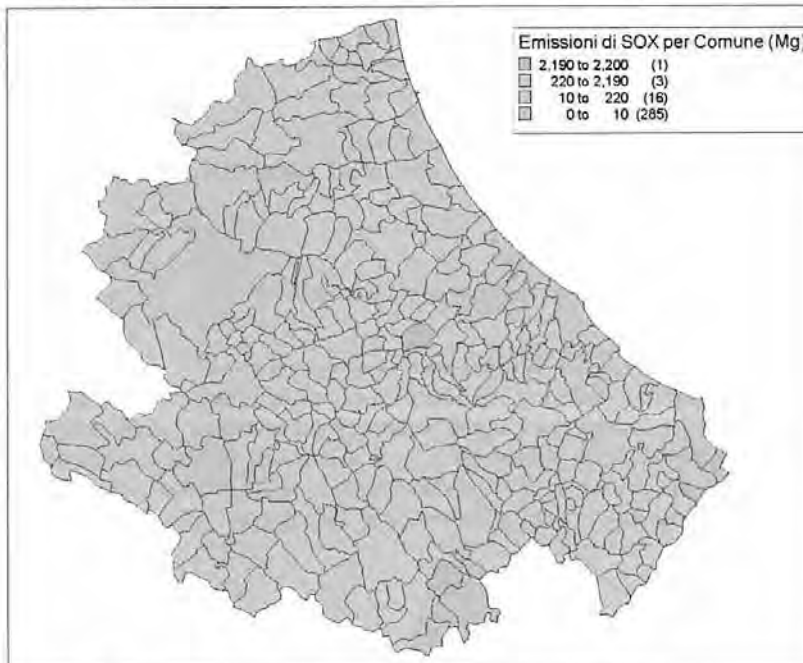 Emissioni di SOX per Comune (Mg)
2,190 to 2,200 (1)
220 to 2,190 (3)
10 to 220 (16)
0 to 10 (285)